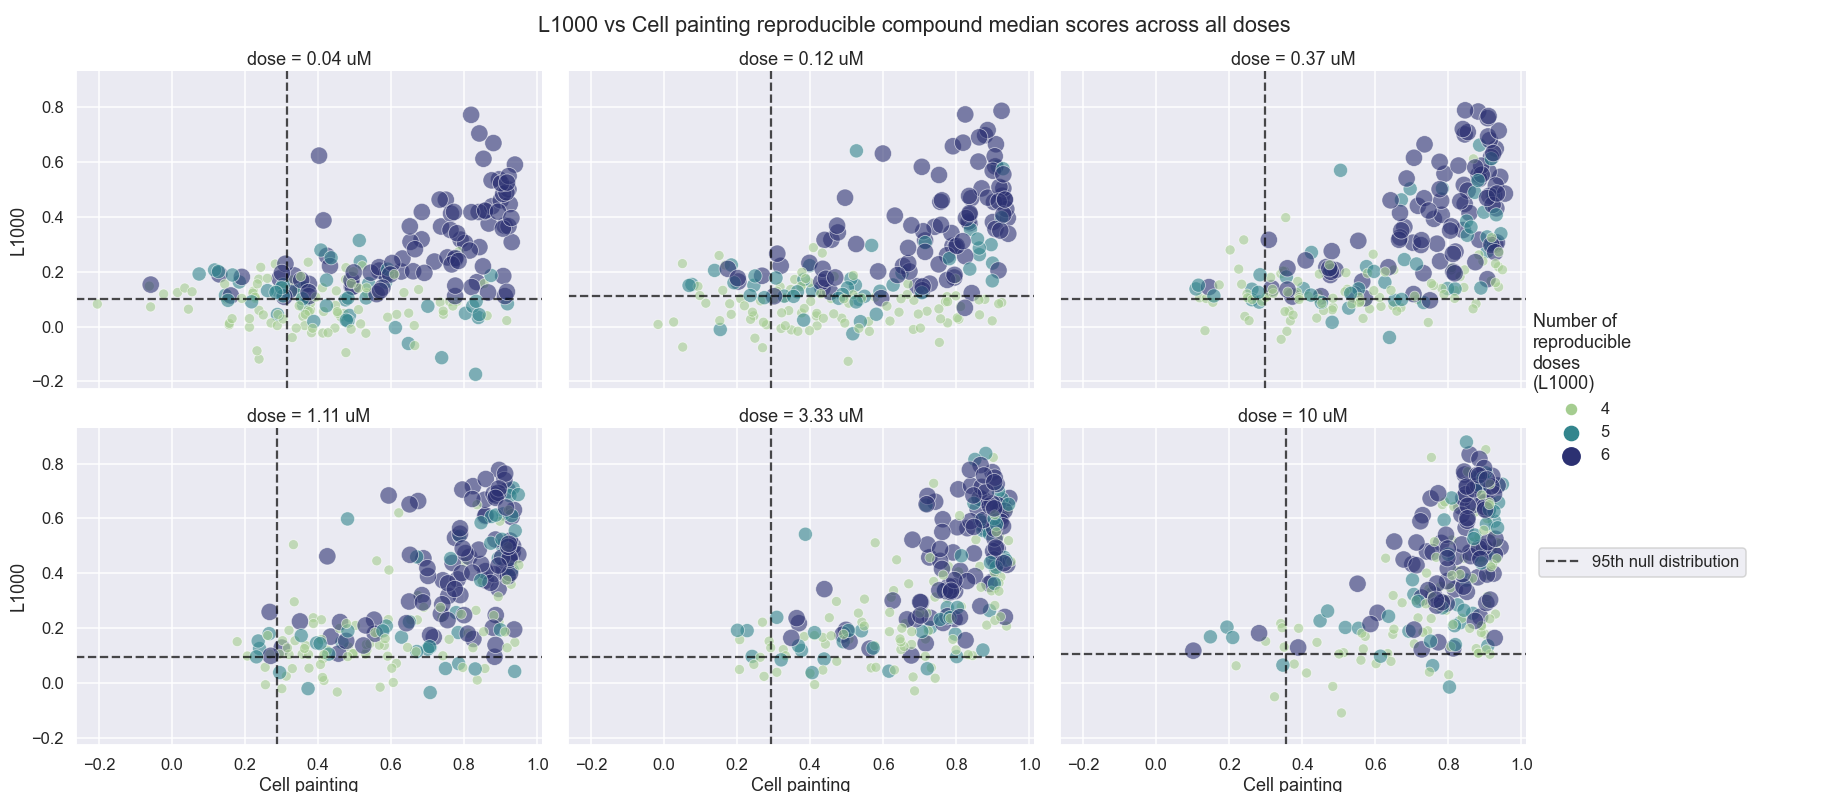 L1000 vs Cell painting reproducible compound median scores across all doses
dose = 0.04 uM
dose = 0.12 uM
dose = 0.37 uM
0.8
0.6
0.4
0.2
0.0
−0.2
L1000
Number of
reproducible
doses
(L1000)
4
5
6
dose = 1.11 uM
dose = 3.33 uM
dose = 10 uM
0.8
0.6
0.4
0.2
0.0
−0.2
L1000
95th null distribution
−0.2 0.0 0.2 0.4 0.6 0.8 1.0
−0.2 0.0 0.2 0.4 0.6 0.8 1.0
−0.2 0.0 0.2 0.4 0.6 0.8 1.0
Cell painting
Cell painting
Cell painting